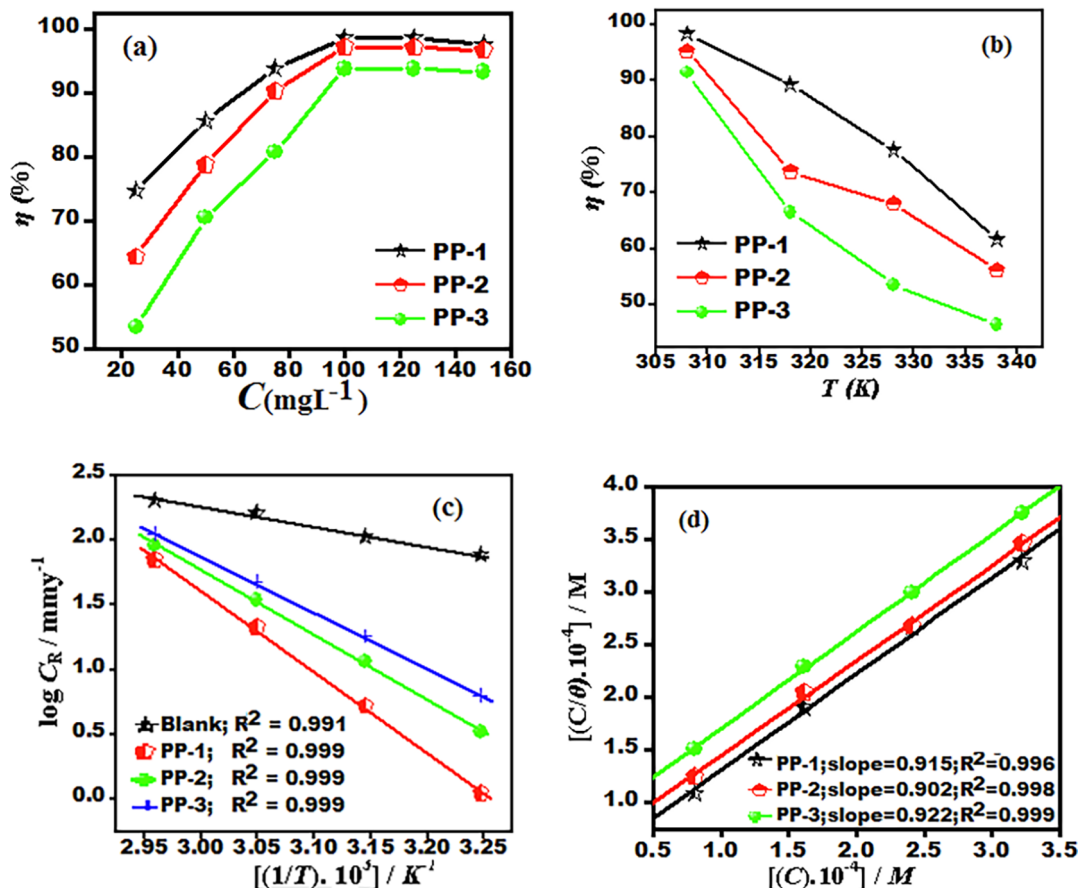 (a)
100
90
80
70
60
50
η (%)
PP-1
PP-2
PP-3
20 40 60 80 100 120 140 160
C(mgL-1)
(b)
100
90
80
70
60
50
η (%)
PP-1
PP-2
PP-3
305 310 315 320 325 330 335 340
T (K)
(c)
2.5
2.0
1.5
1.0
0.5
0.0
log CR / mmy-1
Blank; R2 = 0.991
PP-1; R2 = 0.999
PP-2; R2 = 0.999
PP-3; R2 = 0.999
2.95 3.00 3.05 3.10 3.15 3.20 3.25
[(1/T). 103] / K-1
(d)
4.0
3.5
3.0
2.5
2.0
1.5
1.0
[(C/θ).10-4] / M
PP-1;slope=0.915;R2=0.996
PP-2;slope=0.902;R2=0.998
PP-3;slope=0.922;R2=0.999
0.5 1.0 1.5 2.0 2.5 3.0 3.5
[(C).10-4] / M